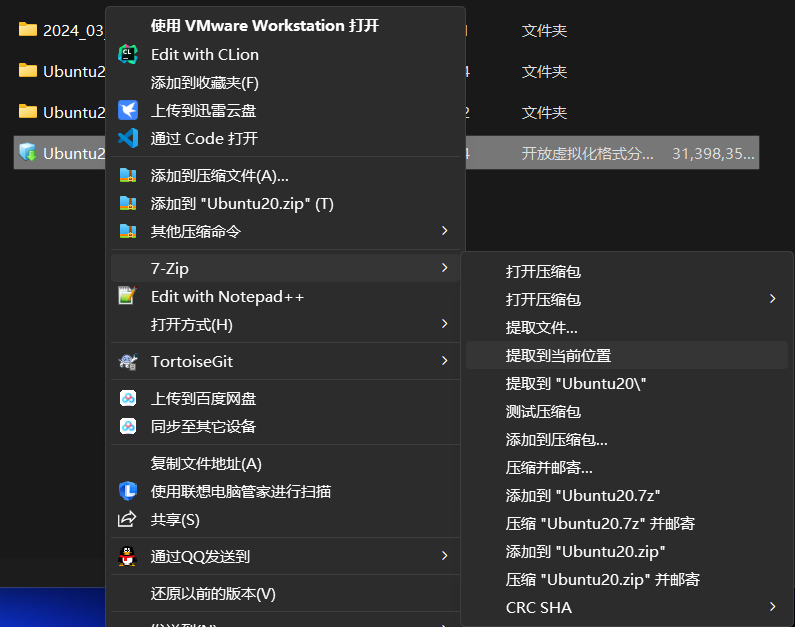 2024_03
文件夹
Ubuntu2
4
文件夹
Ubuntu2
2
文件夹
Ubuntu2
4
开放虚拟化格式分... 31,398,35...
使用 VMware Workstation 打开
Edit with CLion
添加到收藏夹(F)
上传到迅雷云盘
通过 Code 打开
添加到压缩文件(A)...
添加到 "Ubuntu20.zip" (T)
其他压缩命令
7-Zip
Edit with Notepad++
打开方式(H)
TortoiseGit
上传到百度网盘
同步至其它设备
复制文件地址(A)
使用联想电脑管家进行扫描
共享(S)
通过QQ发送到
还原以前的版本(V)
发送到(N)
打开压缩包
打开压缩包
提取文件...
提取到当前位置
提取到 "Ubuntu20\"
测试压缩包
添加到压缩包...
压缩并邮寄...
添加到 "Ubuntu20.7z"
压缩 "Ubuntu20.7z" 并邮寄
添加到 "Ubuntu20.zip"
压缩 "Ubuntu20.zip" 并邮寄
CRC SHA